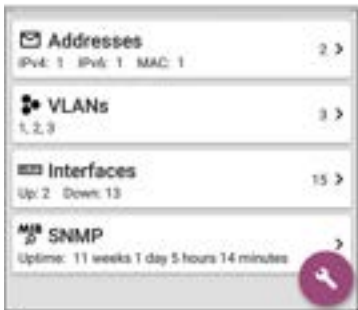 Addresses
IPv4: 1 IPv6: 1 MAC: 1
2 >
VLANs
1, 2, 3
3 >
Interfaces
Up: 2 Down: 13
15 >
MIB SNMP
Uptime: 11 weeks 1 day 5 hours 14 minutes
>